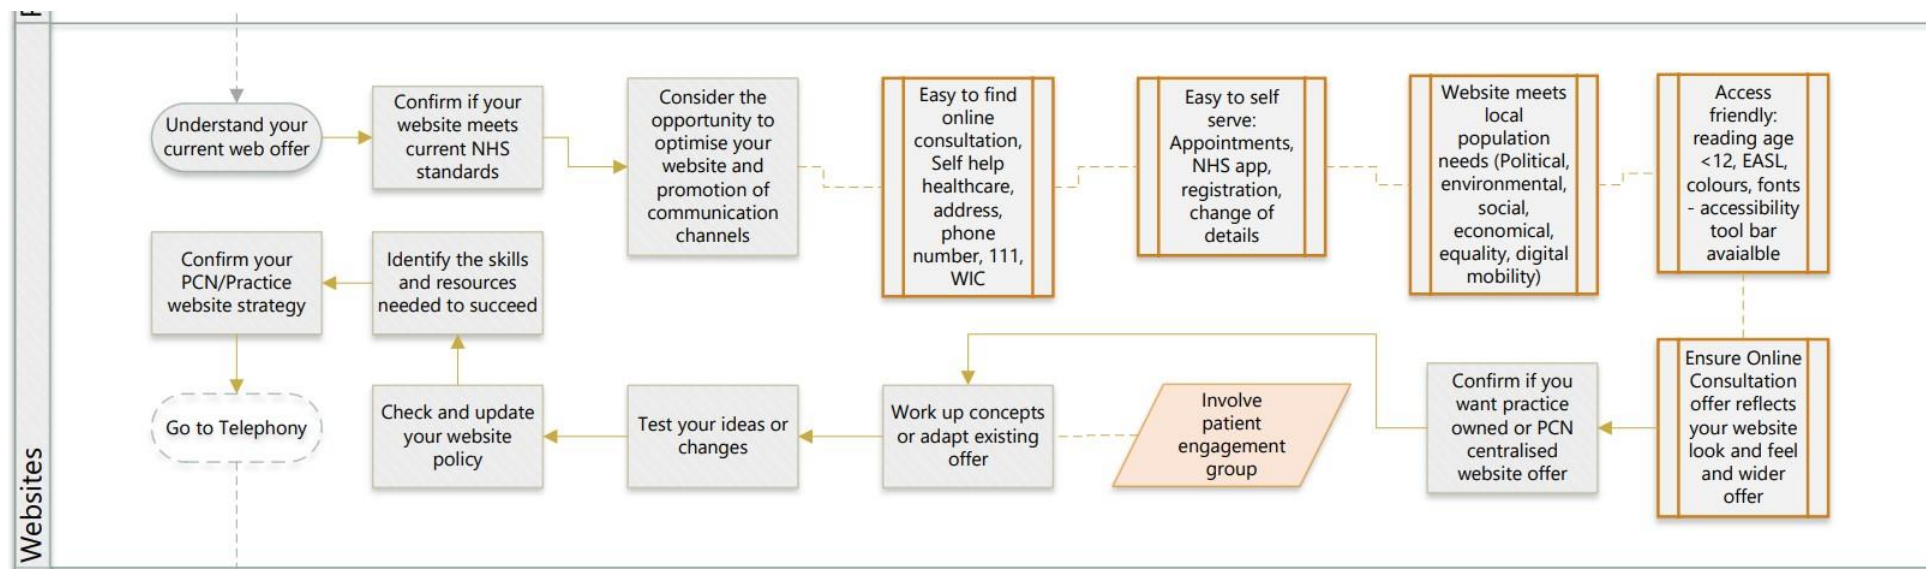 Websites
Understand your
current web offer
Confirm if your
website meets
current NHS
standards
Consider the
opportunity to
optimise your
website and
promotion of
communication
channels
Easy to find
online
consultation,
Self help
healthcare,
address,
phone
number, 111,
WIC
Easy to self
serve:
Appointments,
NHS app,
registration,
change of
details
Website meets
local
population
needs (Political,
environmental,
social,
economical,
equality, digital
mobility)
Access
friendly:
reading age
<12, EASL,
colours, fonts
- accessibility
tool bar
avaialble
Ensure Online
Consultation
offer reflects
your website
look and feel
and wider
offer
Confirm if you
want practice
owned or PCN
centralised
website offer
Involve
patient
engagement
group
Work up concepts
or adapt existing
offer
Test your ideas or
changes
Check and update
your website
policy
Identify the skills
and resources
needed to succeed
Confirm your
PCN/Practice
website strategy
Go to Telephony